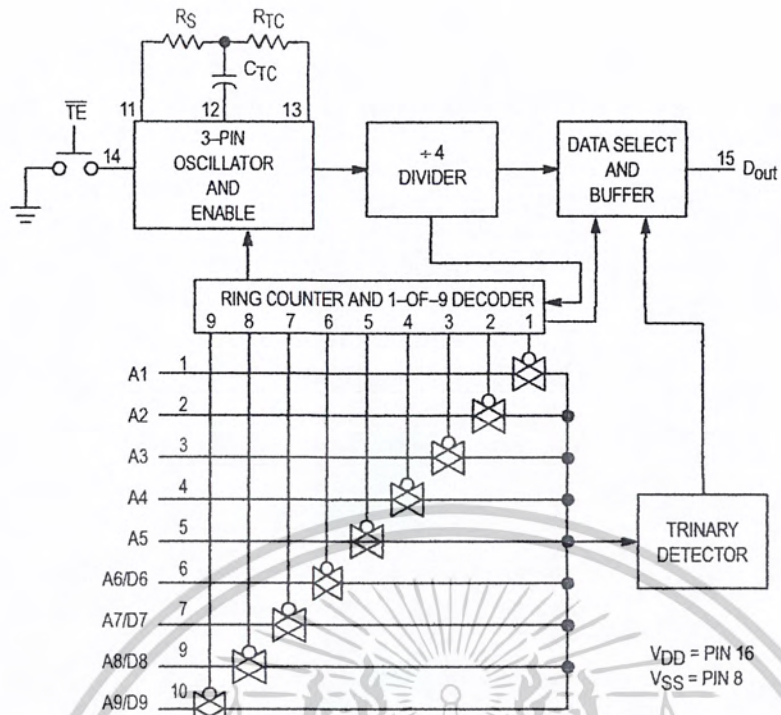 RS RTC
CTC
TE
11 12 13
14
3–PIN
OSCILLATOR
AND
ENABLE
÷4
DIVIDER
DATA SELECT
AND
BUFFER
15 Dout
RING COUNTER AND 1–OF–9 DECODER
9 8 7 6 5 4 3 2 1
A1 1
A2 2
A3 3
A4 4
A5 5
A6/D6 6
A7/D7 7
A8/D8 9
A9/D9 10
TRINARY
DETECTOR
VDD = PIN 16
VSS = PIN 8